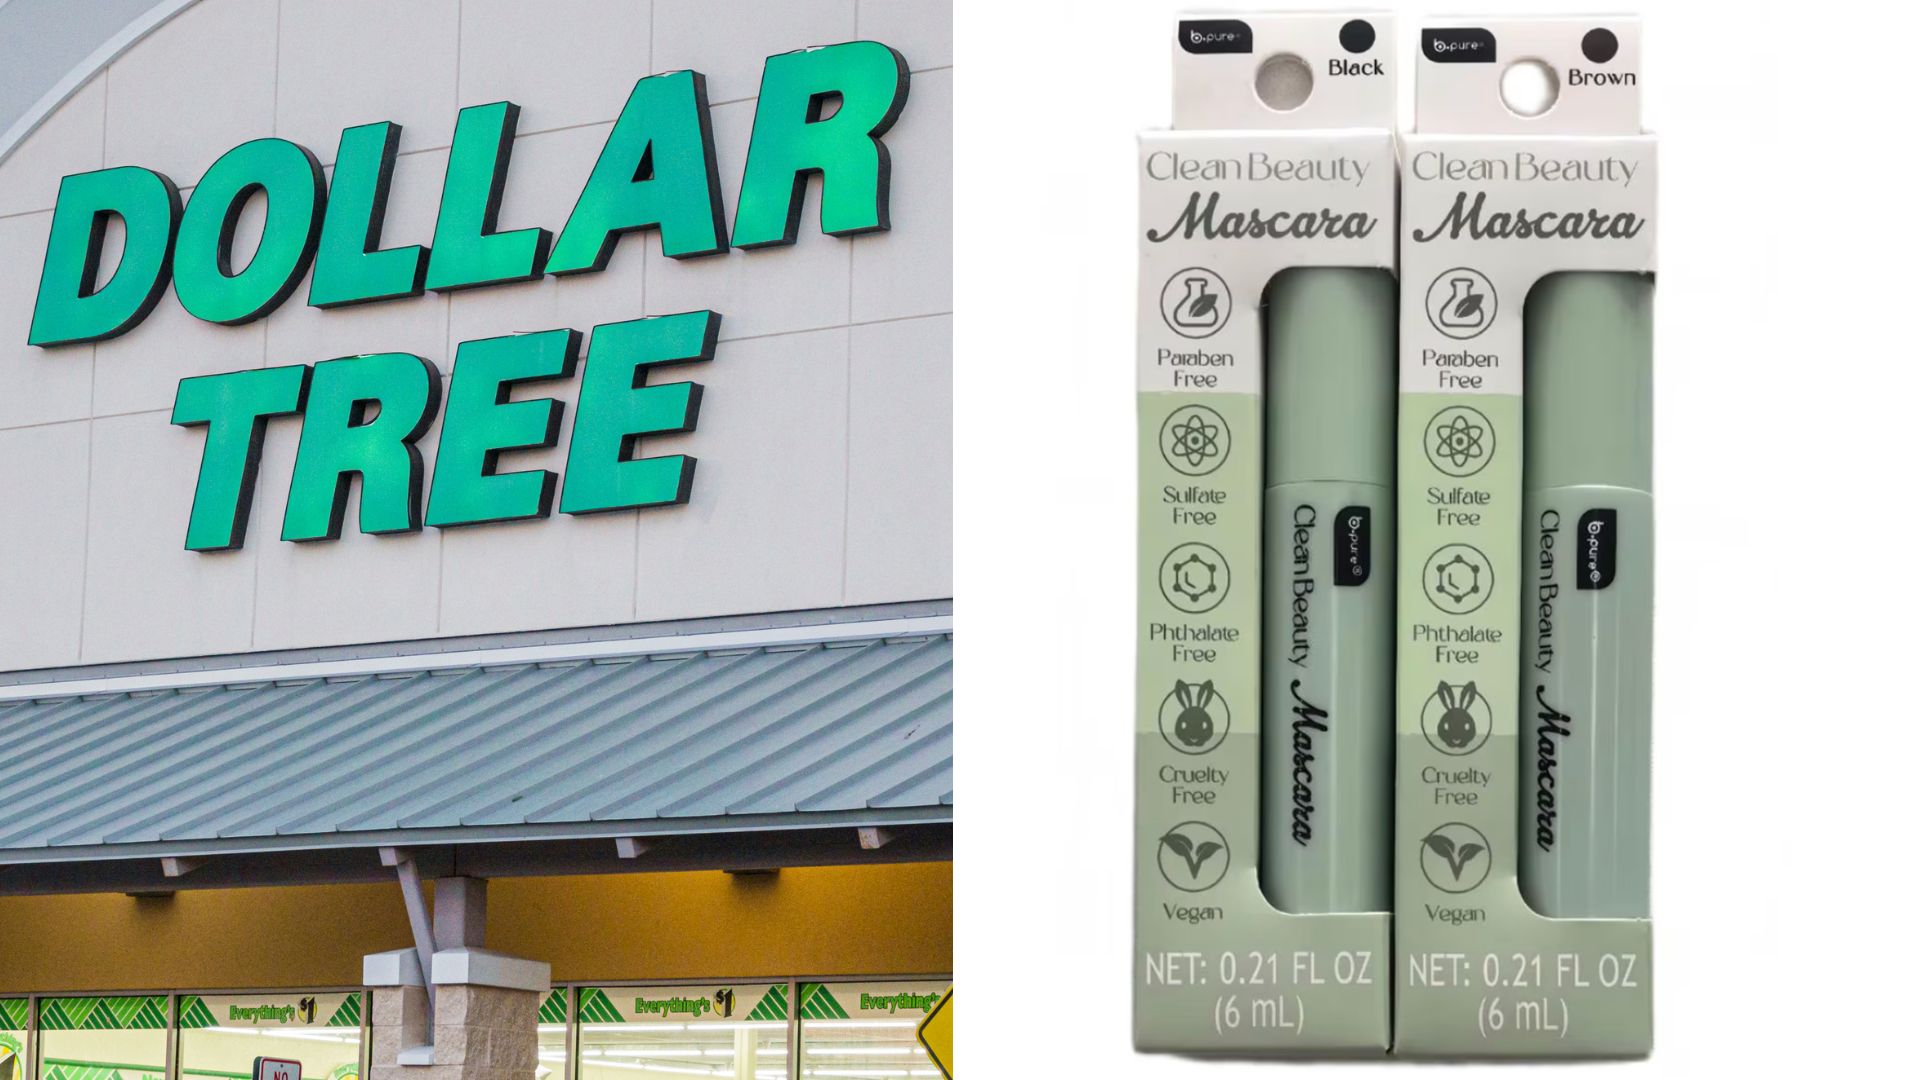 DOLLAR
TREE
Everything's $1
Everything's $1
Everything's
NO
b.pure
Black
Clean Beauty
Mascara
Paraben
Free
Sulfate
Free
Phthalate
Free
Cruelty
Free
Vegan
NET: 0.21 FL OZ
(6 mL)
b.pure®
Clean Beauty Mascara
b.pure
Brown
Clean Beauty
Mascara
Paraben
Free
Sulfate
Free
Phthalate
Free
Cruelty
Free
Vegan
NET: 0.21 FL OZ
(6 mL)
b.pure®
Clean Beauty Mascara